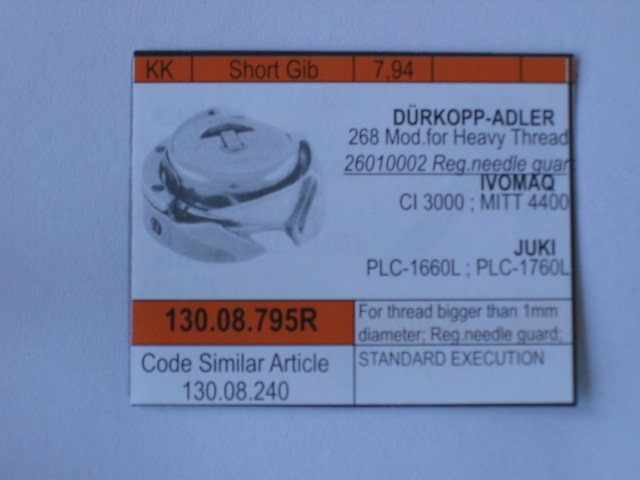 KK Short Gib 7,94
DÜRKOPP-ADLER
268 Mod.for Heavy Thread
26010002 Reg.needle guar
IVOMAQ
CI 3000 ; MITT 4400
JUKI
PLC-1660L ; PLC-1760L
130.08.795R
For thread bigger than 1mm
diameter; Reg.needle guard;
Code Similar Article
130.08.240
STANDARD EXECUTION